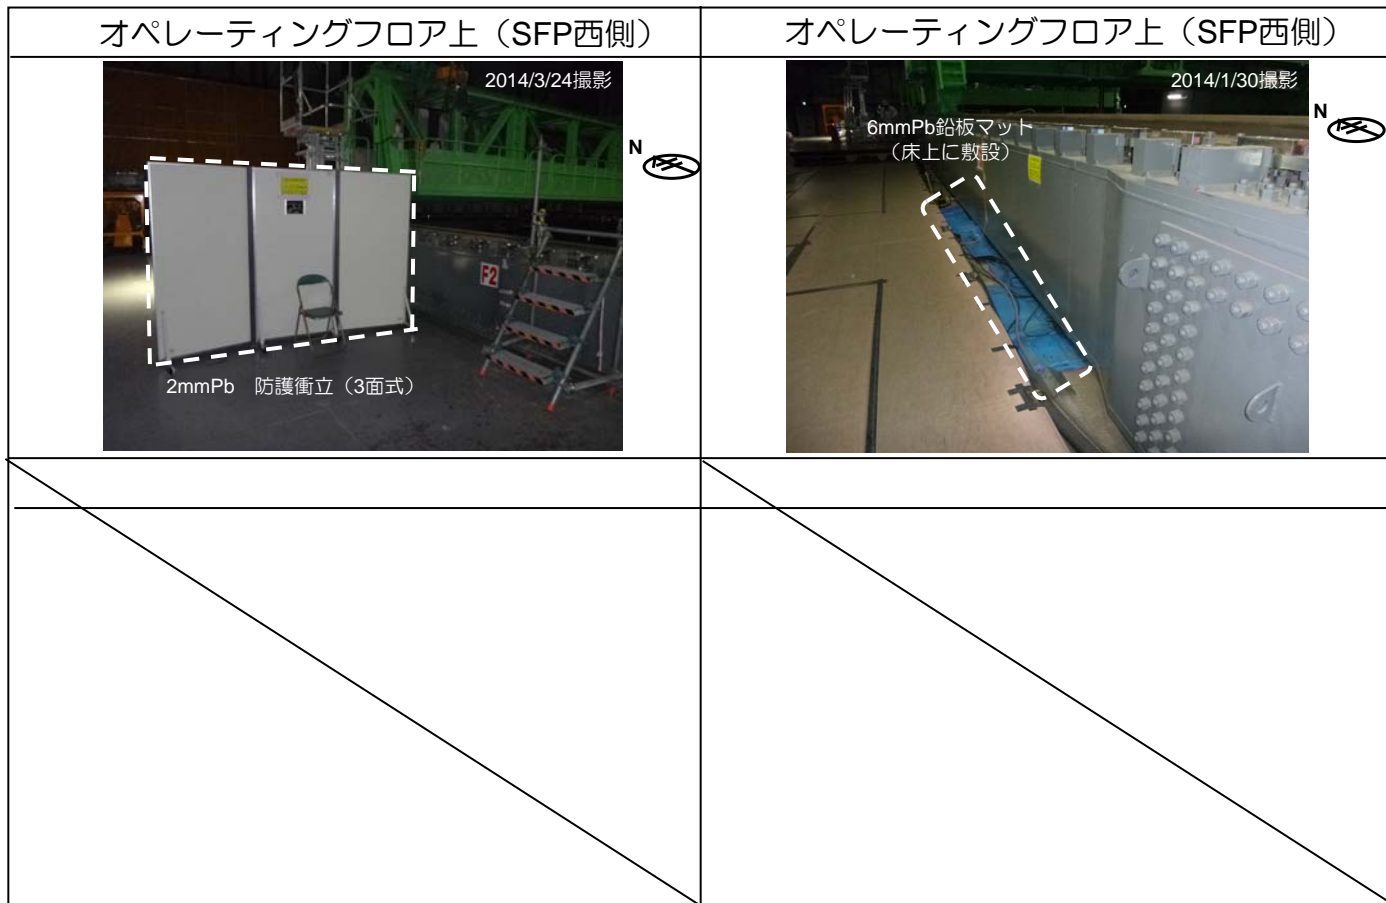 オペレーティングフロア上（SFP西側）
2014/3/24撮影
N
F2
2mmPb　防護衝立（3面式）
オペレーティングフロア上（SFP西側）
2014/1/30撮影
N
6mmPb鉛板マット
（床上に敷設）